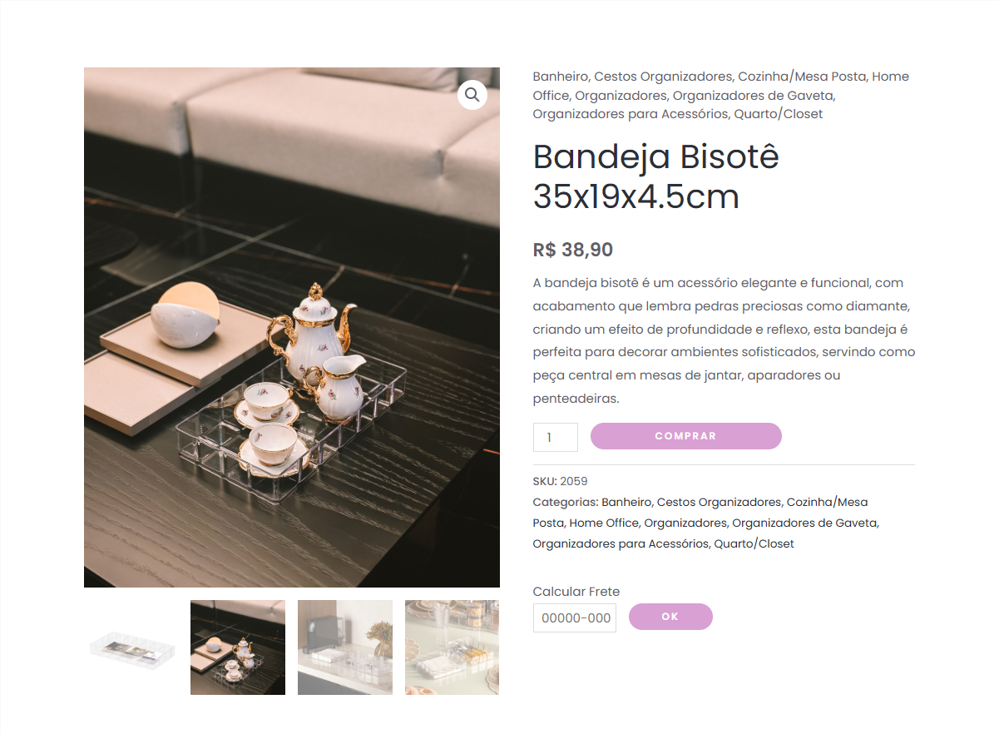 Banheiro, Cestos Organizadores, Cozinha/Mesa Posta, Home
Office, Organizadores, Organizadores de Gaveta,
Organizadores para Acessórios, Quarto/Closet
Bandeja Bisotê
35x19x4.5cm
R$ 38,90
A bandeja bisotê é um acessório elegante e funcional, com
acabamento que lembra pedras preciosas como diamante,
criando um efeito de profundidade e reflexo, esta bandeja é
perfeita para decorar ambientes sofisticados, servindo como
peça central em mesas de jantar, aparadores ou
penteadeiras.
1 COMPRAR
SKU: 2059
Categorias: Banheiro, Cestos Organizadores, Cozinha/Mesa
Posta, Home Office, Organizadores, Organizadores de Gaveta,
Organizadores para Acessórios, Quarto/Closet
Calcular Frete
00000-000 OK